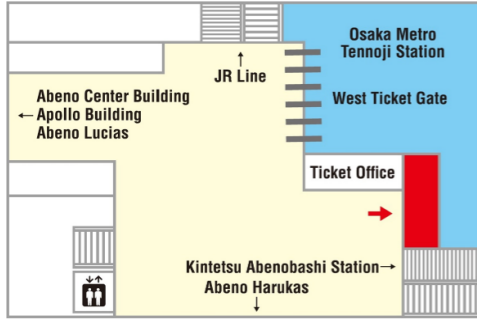 Osaka Metro
Tennoji Station
JR Line
West Ticket Gate
Abeno Center Building
Apollo Building
Abeno Lucias
Ticket Office
Kintetsu Abenobashi Station
Abeno Harukas